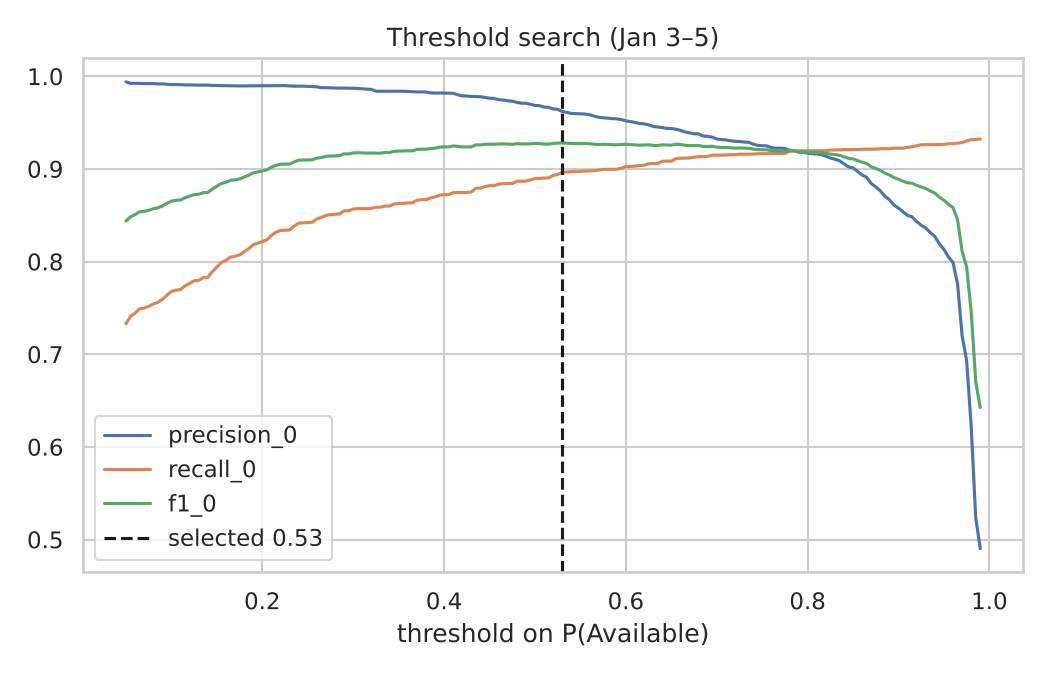 Threshold search (Jan 3–5)
1.0
0.9
0.8
0.7
0.6
0.5
precision_0
recall_0
f1_0
selected 0.53
0.2 0.4 0.6 0.8 1.0
threshold on P(Available)